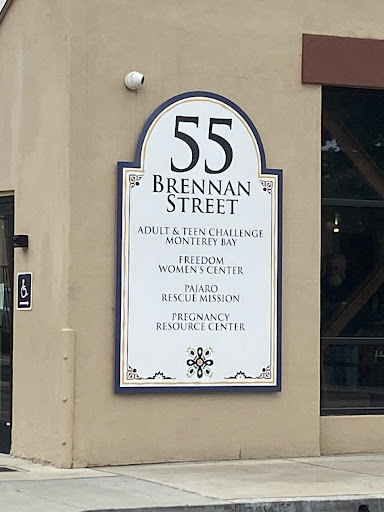 55
BRENNAN
STREET
ADULT & TEEN CHALLENGE
MONTEREY BAY
FREEDOM
WOMEN'S CENTER
PAJARO
RESCUE MISSION
PREGNANCY
RESOURCE CENTER